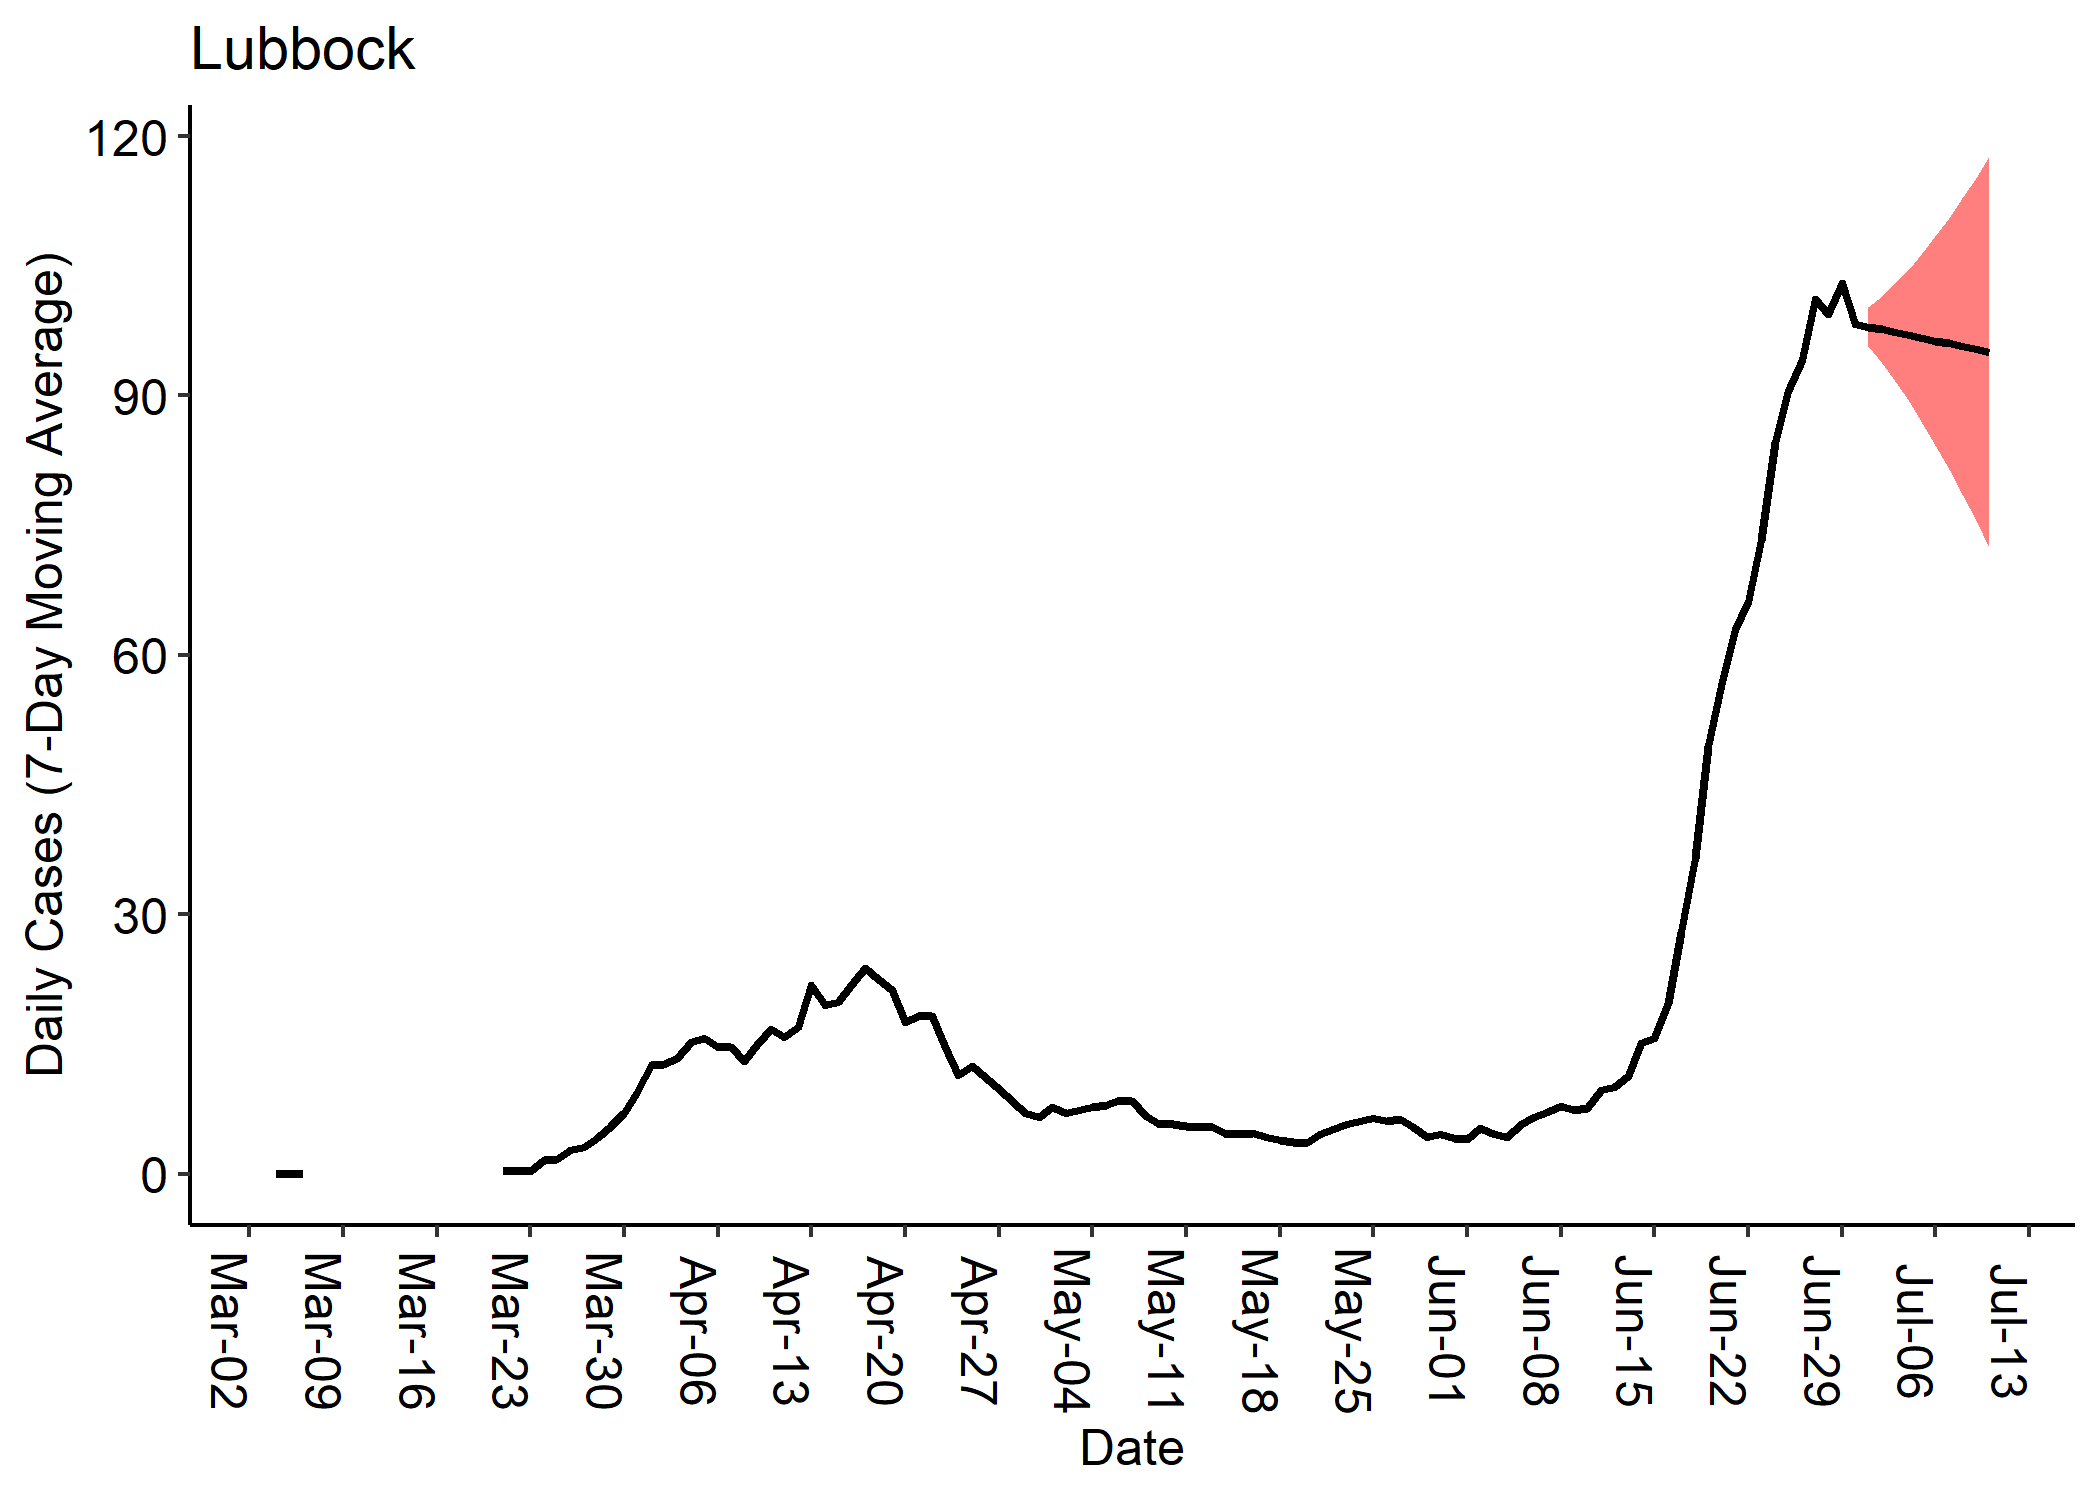 Lubbock
Daily Cases (7-Day Moving Average)
120
90
60
30
0
Mar-02
Mar-09
Mar-16
Mar-23
Mar-30
Apr-06
Apr-13
Apr-20
Apr-27
May-04
May-11
May-18
May-25
Jun-01
Jun-08
Jun-15
Jun-22
Jun-29
Jul-06
Jul-13
Date